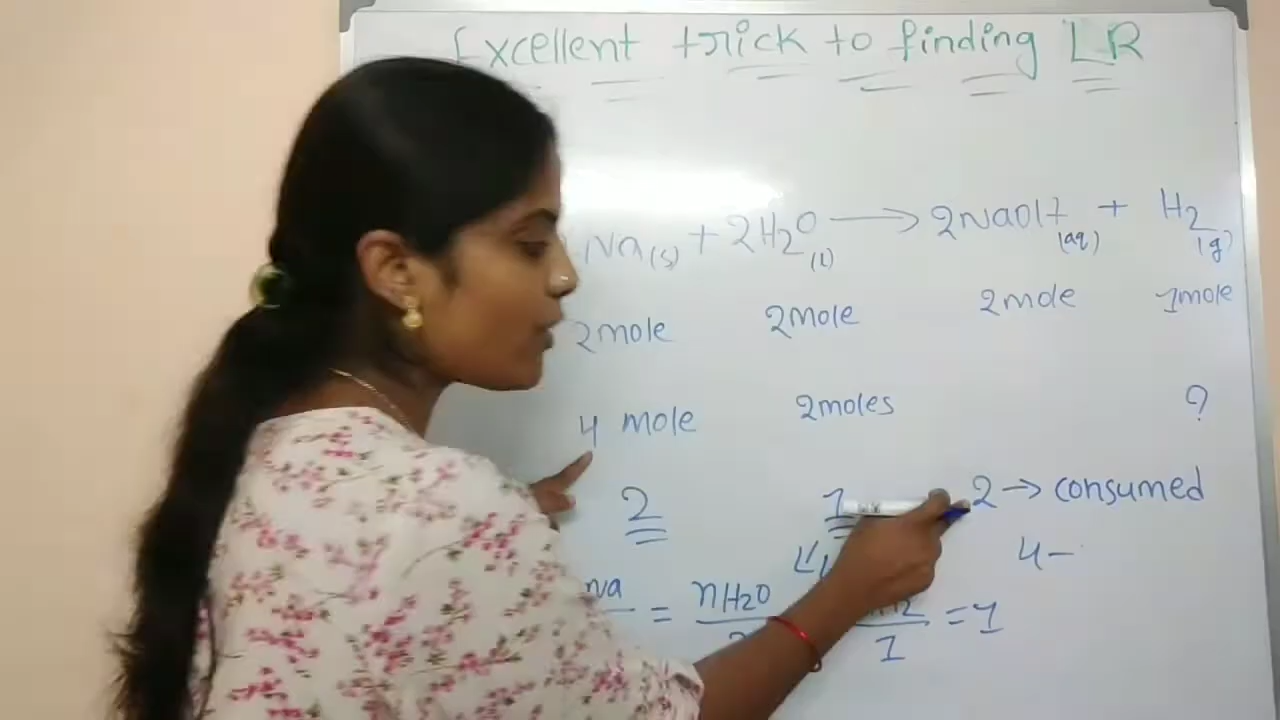 Excellent trick to finding LR
Na(s) + 2H2O(l) → 2NaOH(aq) + H2(g)
2mole 2mole 2mole 1mole
4 mole 2moles ?
2 1 2 → consumed
4 -
= nH2O = 1
1